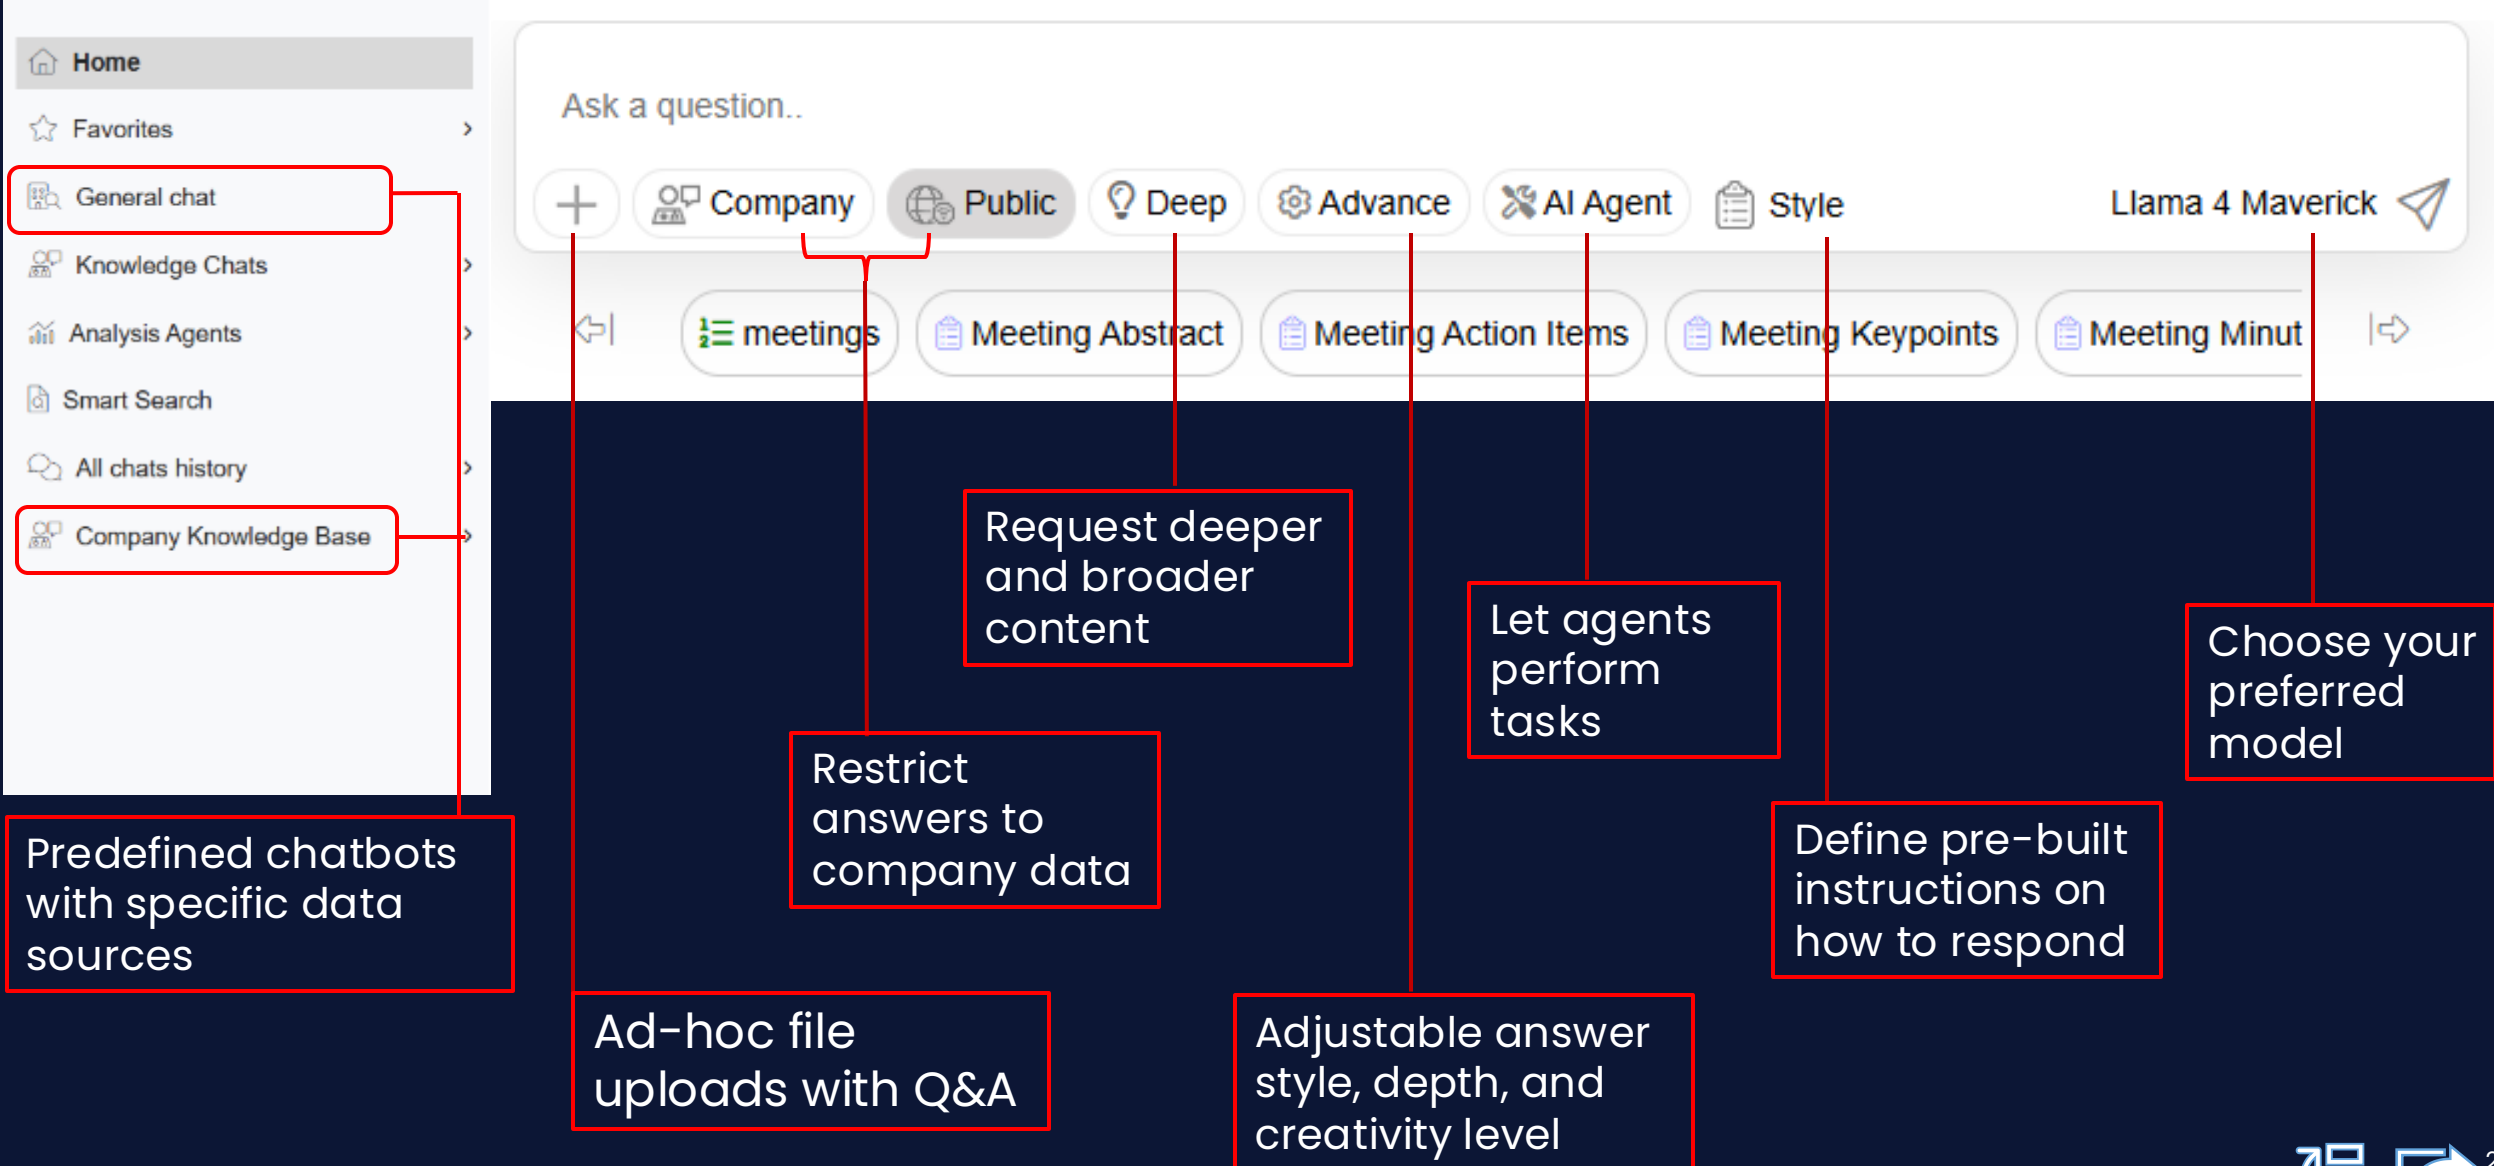 Home
Favorites
General chat
Knowledge Chats
Analysis Agents
Smart Search
All chats history
Company Knowledge Base
Ask a question..
Company
Public
Deep
Advance
AI Agent
Style
Llama 4 Maverick
meetings
Meeting Abstract
Meeting Action Items
Meeting Keypoints
Meeting Minut
Request deeper
and broader
content
Let agents
perform
tasks
Choose your
preferred
model
Restrict
answers to
company data
Define pre-built
instructions on
how to respond
Predefined chatbots
with specific data
sources
Ad-hoc file
uploads with Q&A
Adjustable answer
style, depth, and
creativity level